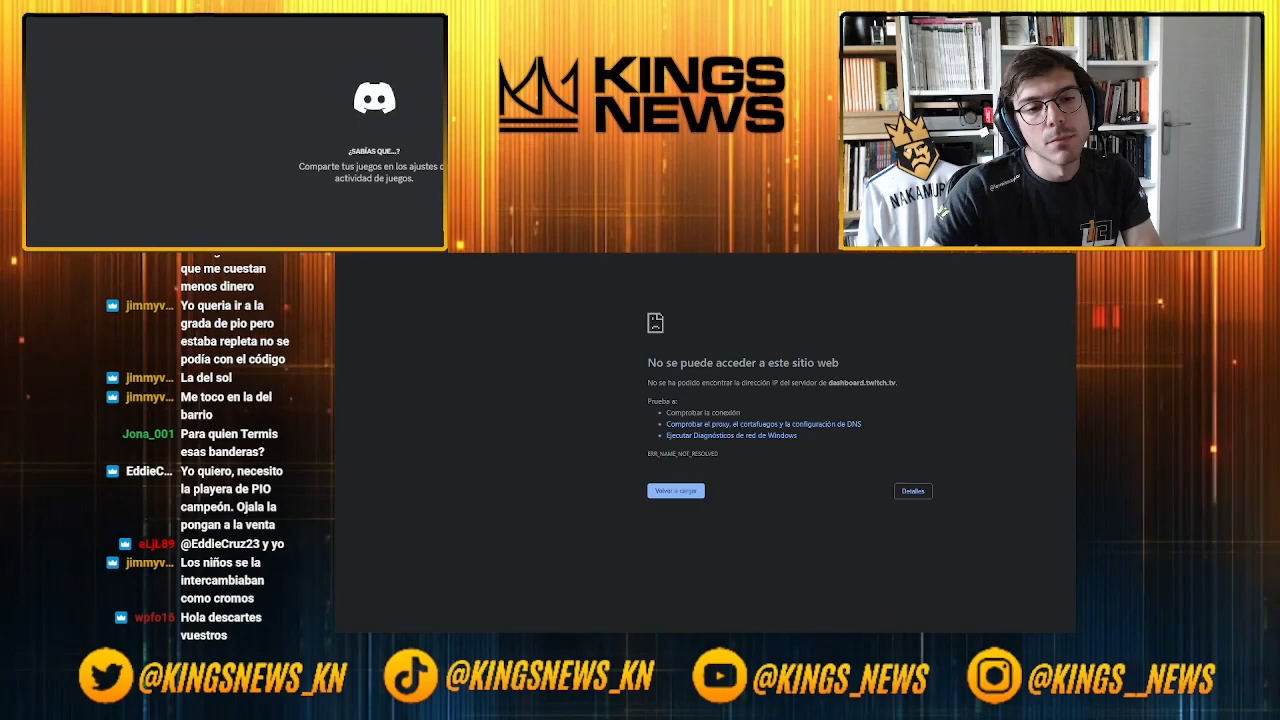 ¿SABÍAS QUE...?
Comparte tus juegos en los ajustes
actividad de juegos.
KINGS
NEWS
NAKAMUR
que me cuestan
menos dinero
jimmyv... Yo queria ir a la
grada de pio pero
estaba repleta no se
podía con el código
jimmyv... La del sol
jimmyv... Me toco en la del
barrio
Jona_001 Para quien Termis
esas banderas?
EddieC... Yo quiero, necesito
la playera de PIO
campeón. Ojala la
pongan a la venta
eLjL89 @EddieCruz23 y yo
jimmyv... Los niños se la
intercambiaban
como cromos
wpfo16 Hola descartes
vuestros
No se puede acceder a este sitio web
No se ha podido encontrar la dirección IP del servidor de dashboard.twitch.tv.
Prueba a:
Comprobar la conexión
Comprobar el proxy, el cortafuegos y la configuración de DNS
Ejecutar Diagnósticos de red de Windows
ERR_NAME_NOT_RESOLVED
Volver a cargar
Detalles
@KINGSNEWS_KN
@KINGSNEWS_KN
@KINGS_NEWS
@KINGS__NEWS